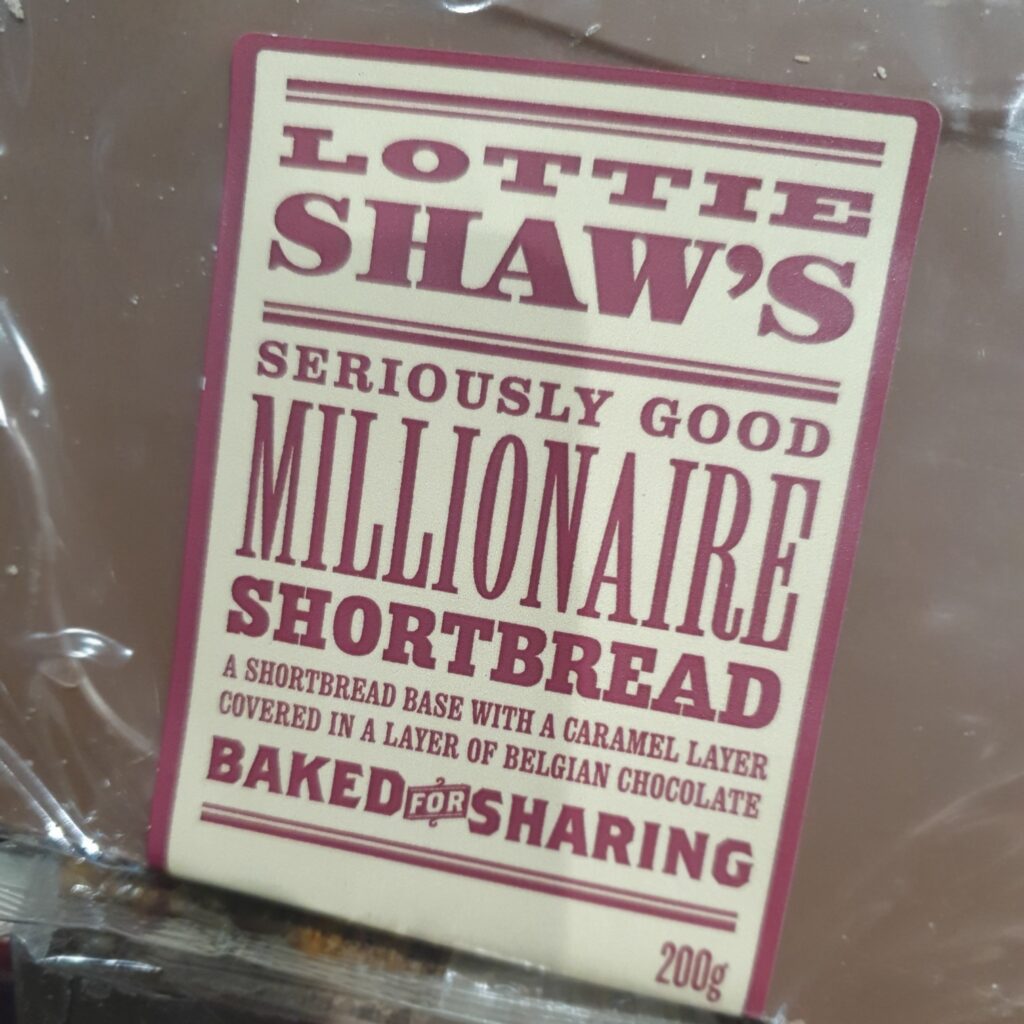 LOTTIE
SHAW'S
SERIOUSLY GOOD
MILLIONAIRE
SHORTBREAD
A SHORTBREAD BASE WITH A CARAMEL LAYER
COVERED IN A LAYER OF BELGIAN CHOCOLATE
BAKED FOR SHARING
200g